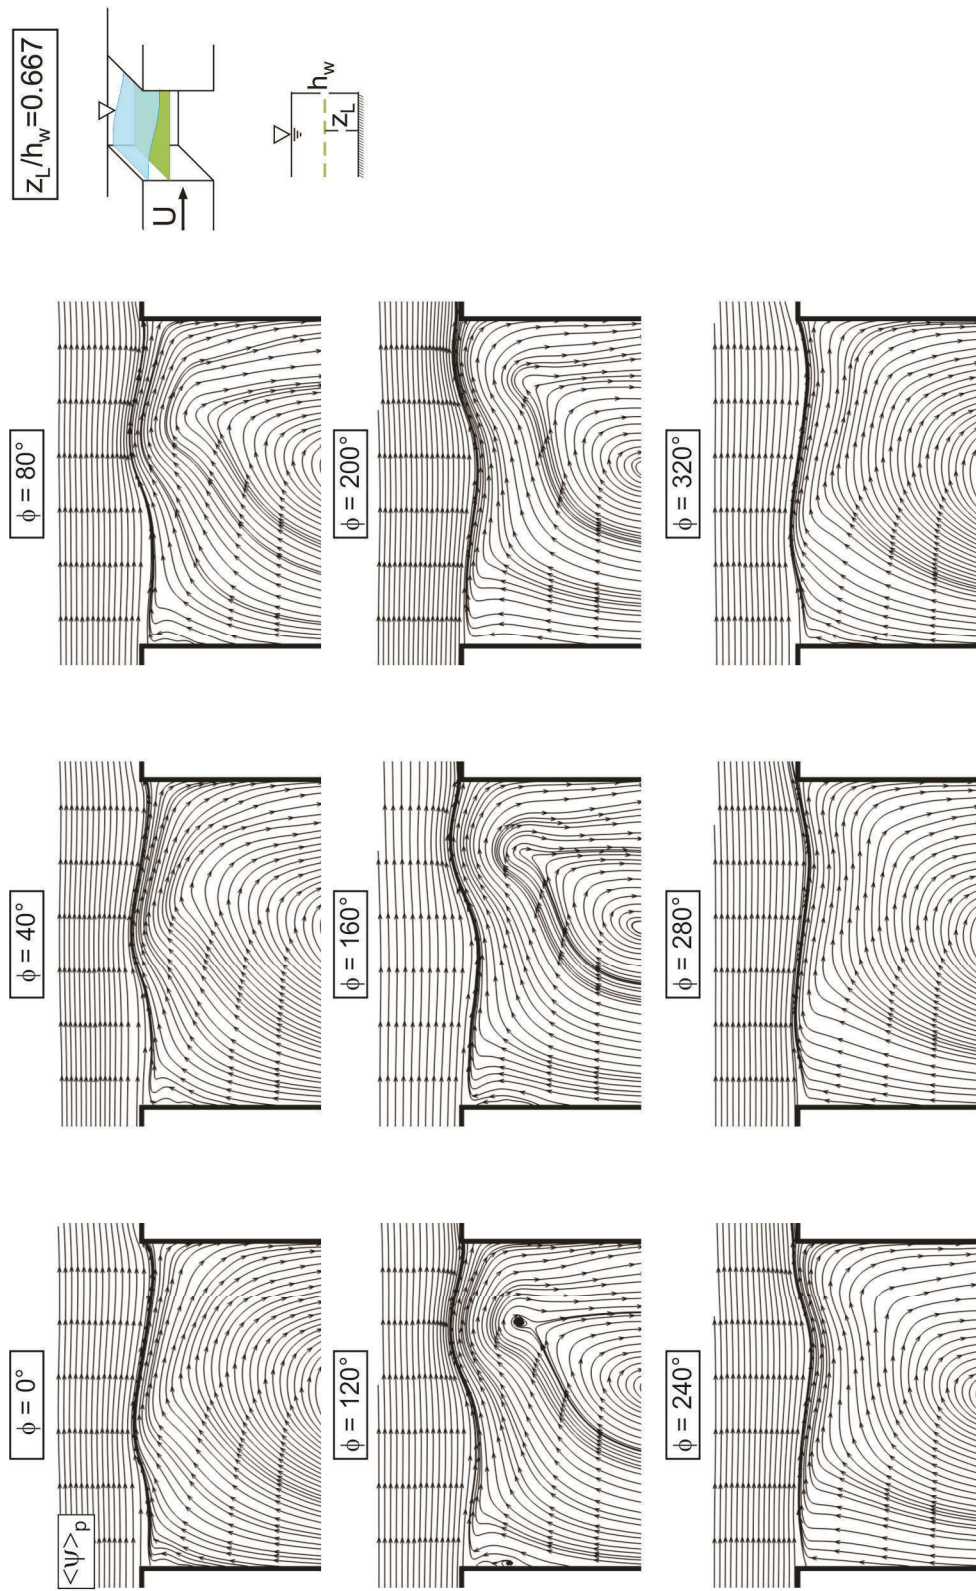 z_L/h_w=0.667
U
h_w
z_L
<ψ>_p
ϕ = 0°
ϕ = 40°
ϕ = 80°
ϕ = 120°
ϕ = 160°
ϕ = 200°
ϕ = 240°
ϕ = 280°
ϕ = 320°